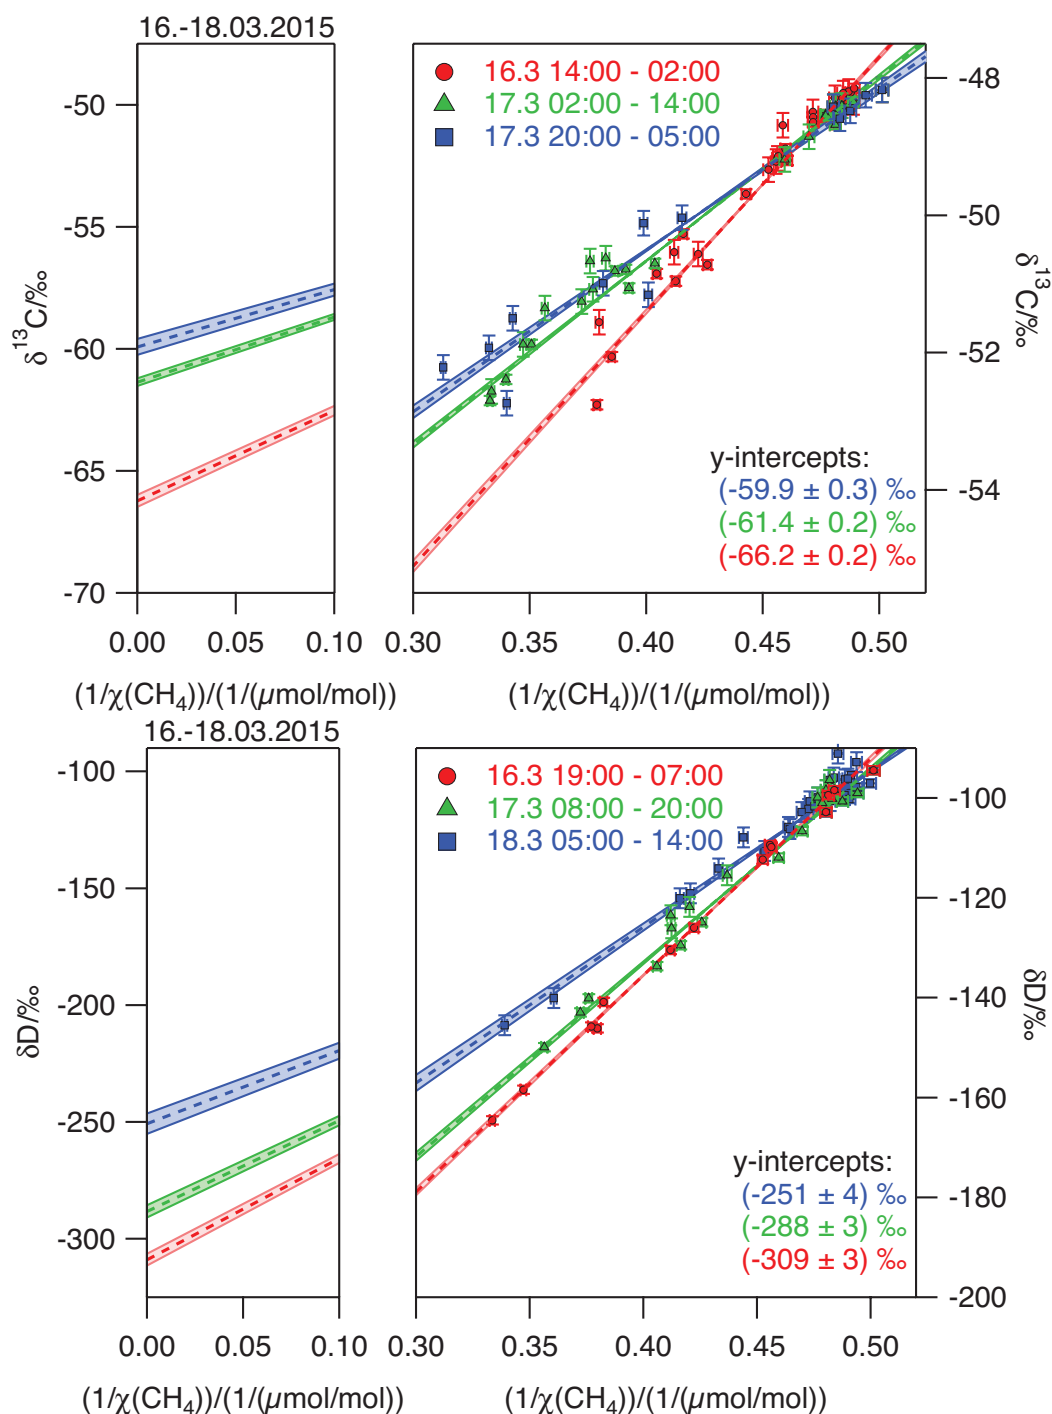 16.-18.03.2015
16.3 14:00 - 02:00
17.3 02:00 - 14:00
17.3 20:00 - 05:00
-50
-55
-60
-65
-70
δ¹³C/‰
-48
-50
-52
-54
δ¹³C/‰
y-intercepts:
(-59.9 ± 0.3) ‰
(-61.4 ± 0.2) ‰
(-66.2 ± 0.2) ‰
0.00 0.05 0.10 0.30 0.35 0.40 0.45 0.50
(1/χ(CH₄))/(1/(µmol/mol)) (1/χ(CH₄))/(1/(µmol/mol))
16.-18.03.2015
16.3 19:00 - 07:00
17.3 08:00 - 20:00
18.3 05:00 - 14:00
-100
-150
-200
-250
-300
δD/‰
-100
-120
-140
-160
-180
-200
δD/‰
y-intercepts:
(-251 ± 4) ‰
(-288 ± 3) ‰
(-309 ± 3) ‰
0.00 0.05 0.10 0.30 0.35 0.40 0.45 0.50
(1/χ(CH₄))/(1/(µmol/mol)) (1/χ(CH₄))/(1/(µmol/mol))